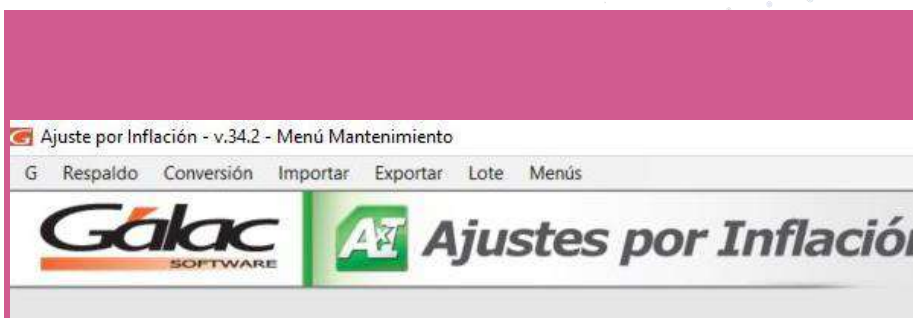 Ajuste por Inflación - v.34.2 - Menú Mantenimiento
G Respaldo Conversión Importar Exportar Lote Menús
Gálac SOFTWARE
AXI Ajustes por Inflación